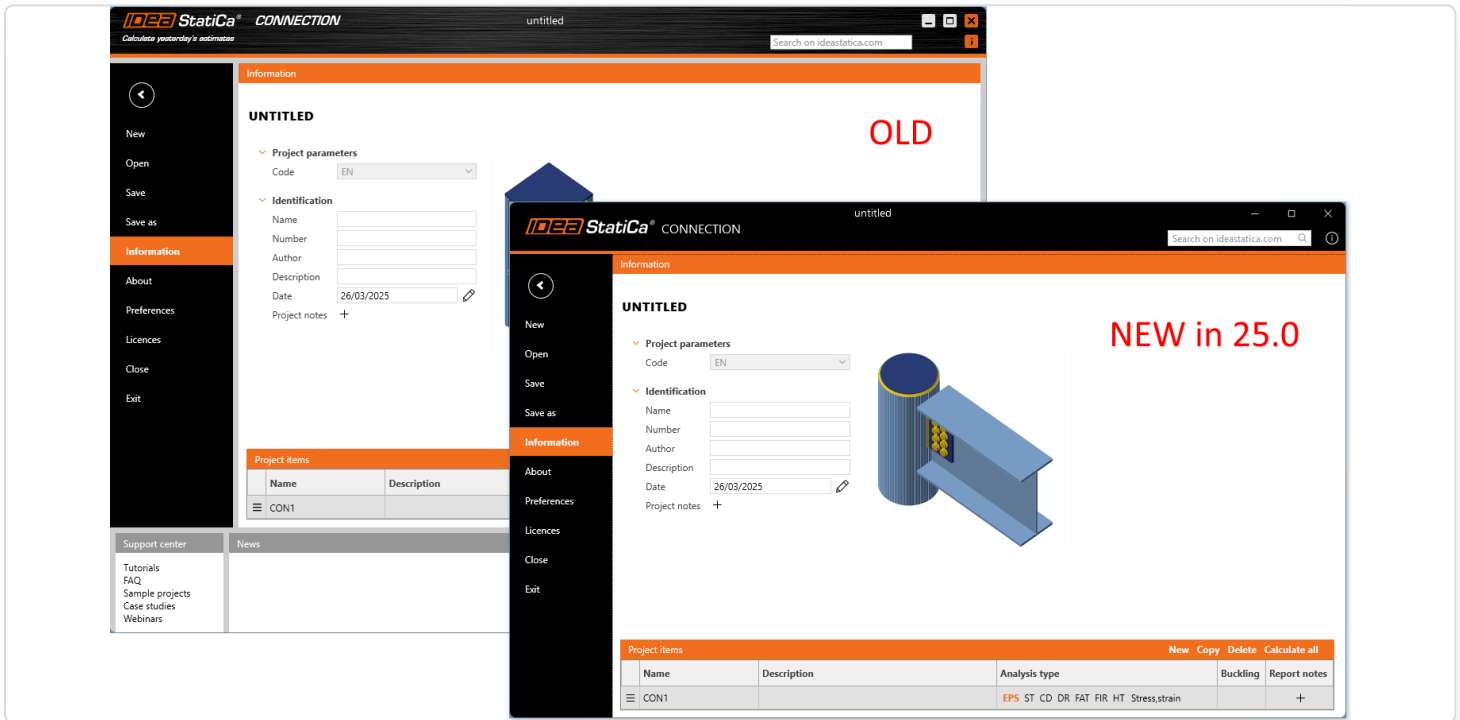 IDEA StatiCa® CONNECTION
Calculate yesterday's estimates
untitled
Search on ideastatica.com
i
Information
New
Open
Save
Save as
Information
About
Preferences
Licences
Close
Exit
UNTITLED
Project parameters
Code EN
Identification
Name
Number
Author
Description
Date 26/03/2025
Project notes +
OLD
Project items
Name Description
CON1
Support center
Tutorials
FAQ
Sample projects
Case studies
Webinars
News
IDEA StatiCa® CONNECTION
untitled
Search on ideastatica.com
i
Information
New
Open
Save
Save as
Information
About
Preferences
Licences
Close
Exit
UNTITLED
Project parameters
Code EN
Identification
Name
Number
Author
Description
Date 26/03/2025
Project notes +
NEW in 25.0
Project items New Copy Delete Calculate all
Name Description Analysis type Buckling Report notes
CON1 EPS ST CD DR FAT FIR HT Stress,strain +